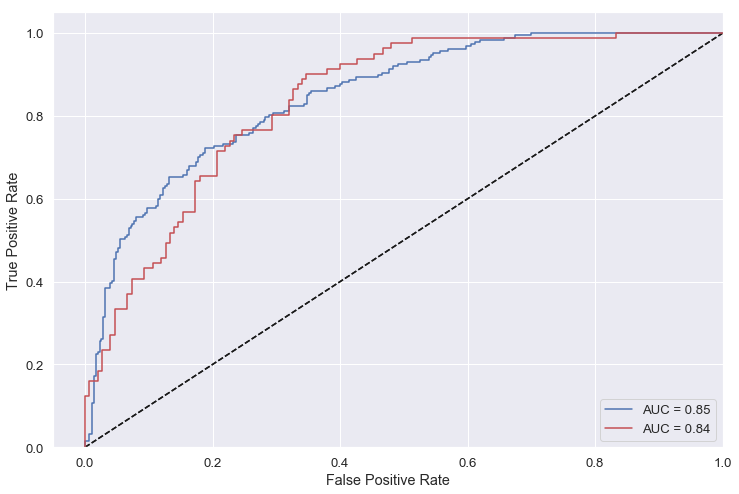 1.0
0.8
0.6
0.4
0.2
0.0
True Positive Rate
0.0 0.2 0.4 0.6 0.8 1.0
False Positive Rate
AUC = 0.85
AUC = 0.84